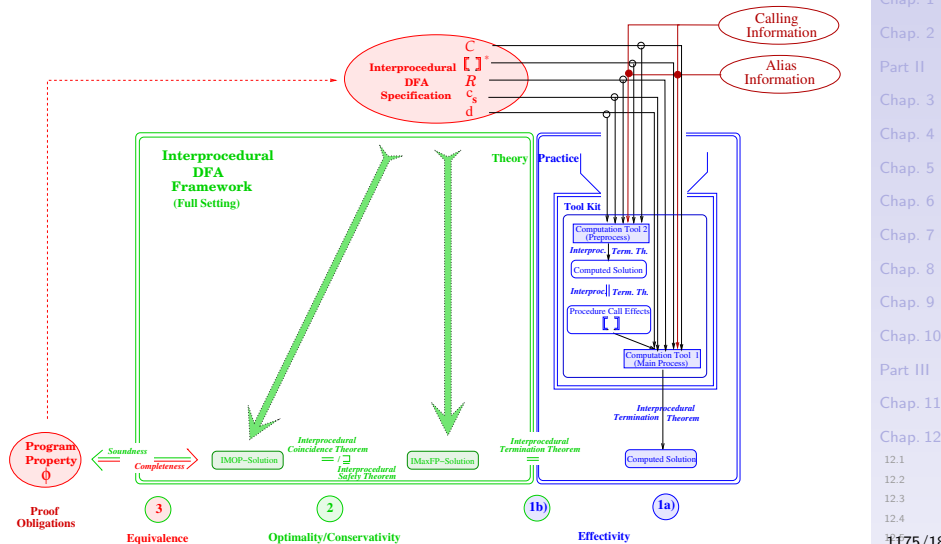 Calling
Information
Alias
Information
C
Interprocedural
DFA
Specification
⟦ ⟧*
R
c_s
d
Interprocedural
DFA
Framework
(Full Setting)
Theory
Practice
Tool Kit
Computation Tool 2
(Preprocess)
Interproc. Term. Th.
Computed Solution
Interproc. Term. Th.
Procedure Call Effects
⟦ ⟧
Computation Tool 1
(Main Process)
Interprocedural
Termination Theorem
Computed Solution
Program
Property
ϕ
Proof
Obligations
Soundness
Completeness
IMOP-Solution
Interprocedural
Coincidence Theorem
= / ⊒
Interprocedural
Safety Theorem
IMaxFP-Solution
Interprocedural
Termination Theorem
=
3
2
1b)
1a)
Equivalence
Optimality/Conservativity
Effectivity
Chap. 1
Chap. 2
Part II
Chap. 3
Chap. 4
Chap. 5
Chap. 6
Chap. 7
Chap. 8
Chap. 9
Chap. 10
Part III
Chap. 11
Chap. 12
12.1
12.2
12.3
12.4
1175/18